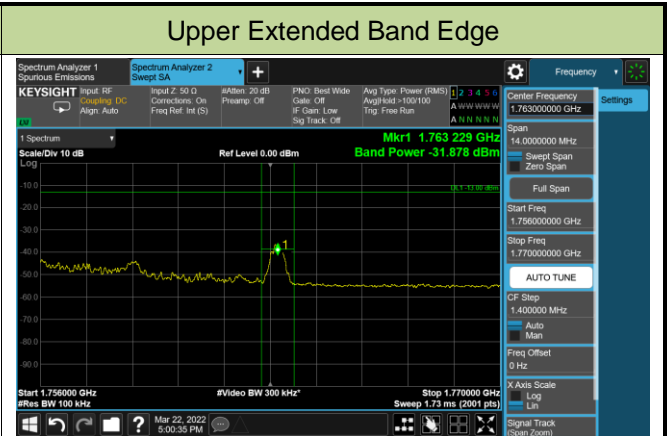 Upper Extended Band Edge
Spectrum Analyzer 1
Spurious Emissions
Spectrum Analyzer 2
Swept SA
+
Frequency
KEYSIGHT
Input: RF
Coupling: DC
Align: Auto
Input Z: 50 Ω
Corrections: On
Freq Ref: Int (S)
#Atten: 20 dB
Preamp: Off
PNO: Best Wide
Gate: Off
IF Gain: Low
Sig Track: Off
Avg Type: Power (RMS)
Avg|Hold:>100/100
Trig: Free Run
1 2 3 4 5 6
A W W W W W
A N N N N N
1 Spectrum
Scale/Div 10 dB
Log
Ref Level 0.00 dBm
Mkr1 1.763 229 GHz
Band Power -31.878 dBm
DL1 -13.00 dBm
-10.0
-20.0
-30.0
-40.0
-50.0
-60.0
-70.0
-80.0
-90.0
1
Start 1.756000 GHz
#Res BW 100 kHz
#Video BW 300 kHz*
Stop 1.770000 GHz
Sweep 1.73 ms (2001 pts)
Center Frequency
1.763000000 GHz
Settings
Span
14.0000000 MHz
Swept Span
Zero Span
Full Span
Start Freq
1.756000000 GHz
Stop Freq
1.770000000 GHz
AUTO TUNE
CF Step
1.400000 MHz
Auto
Man
Freq Offset
0 Hz
X Axis Scale
Log
Lin
Signal Track
(Span Zoom)
?
Mar 22, 2022
5:00:35 PM